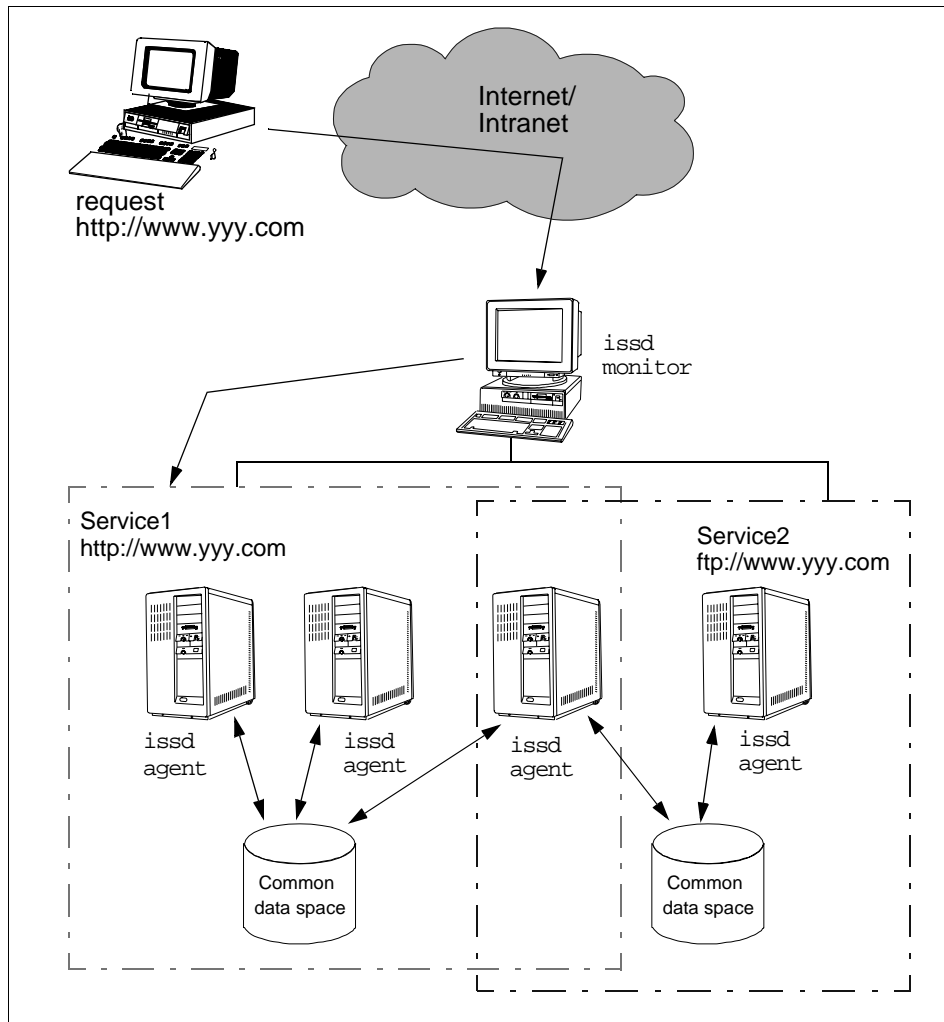 Internet/
Intranet
request
http://www.yyy.com
issd
monitor
Service1
http://www.yyy.com
Service2
ftp://www.yyy.com
issd
agent
issd
agent
issd
agent
issd
agent
Common
data space
Common
data space